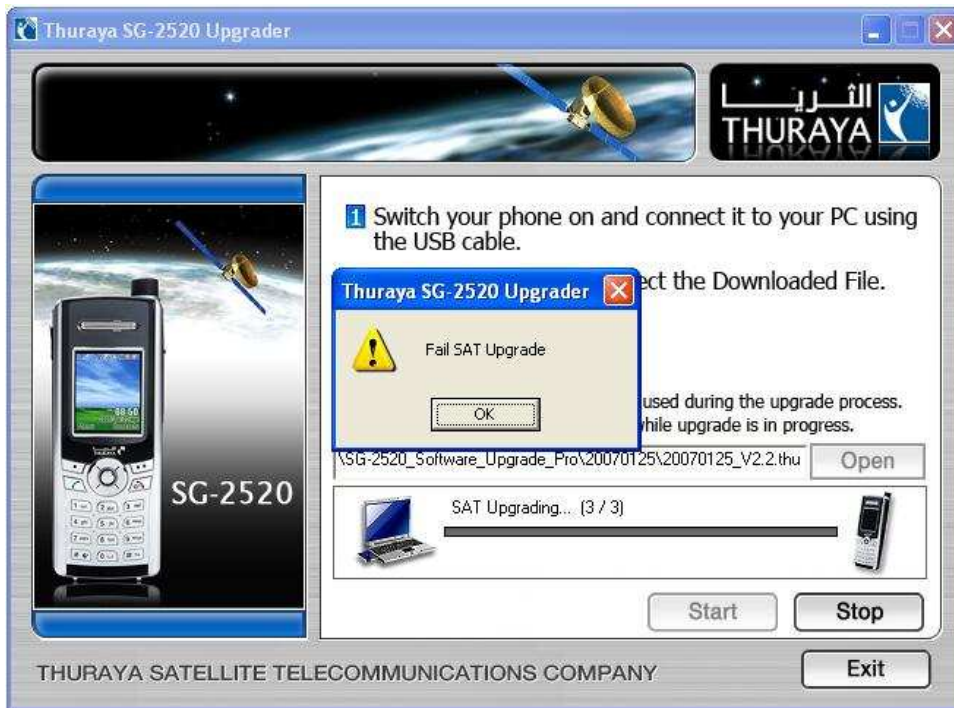 Thuraya SG-2520 Upgrader
الثريا
THURAYA
1 Switch your phone on and connect it to your PC using
the USB cable.
ect the Downloaded File.
Thuraya SG-2520 Upgrader
Fail SAT Upgrade
OK
used during the upgrade process.
while upgrade is in progress.
\SG-2520_Software_Upgrade_Pro\20070125\20070125_V2.2.thu
Open
SAT Upgrading... (3 / 3)
SG-2520
Start
Stop
THURAYA SATELLITE TELECOMMUNICATIONS COMPANY
Exit